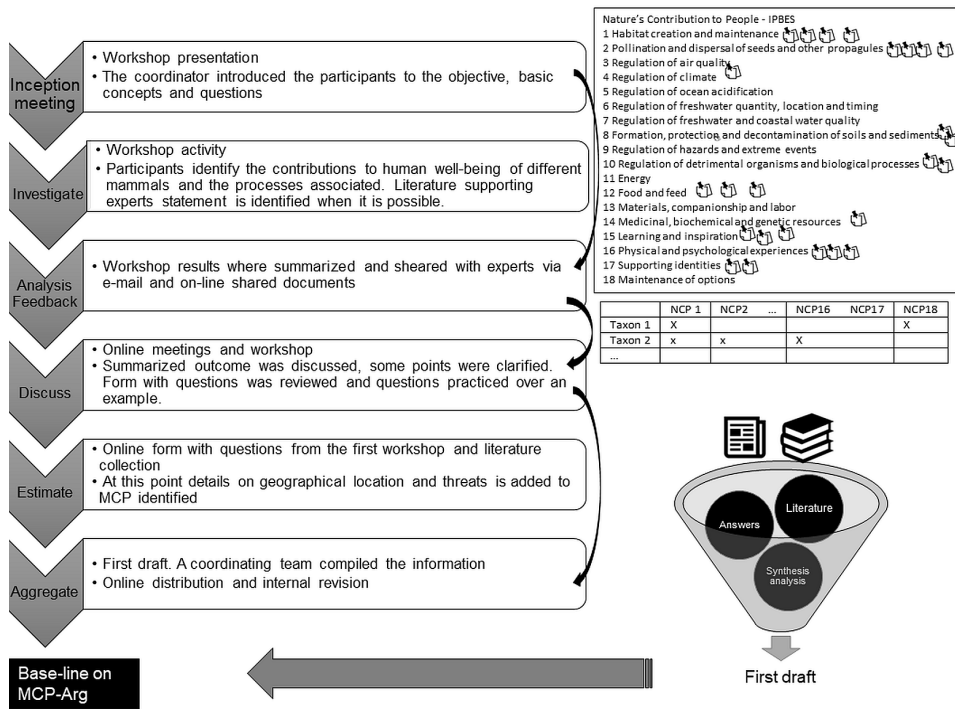 Inception
meeting
• Workshop presentation
• The coordinator introduced the participants to the objective, basic
concepts and questions
Investigate
• Workshop activity
• Participants identify the contributions to human well-being of different
mammals and the processes associated. Literature supporting
experts statement is identified when it is possible.
Analysis
Feedback
• Workshop results where summarized and sheared with experts via
e-mail and on-line shared documents
Discuss
• Online meetings and workshop
• Summarized outcome was discussed, some points were clarified.
Form with questions was reviewed and questions practiced over an
example.
Estimate
• Online form with questions from the first workshop and literature
collection
• At this point details on geographical location and threats is added to
MCP identified
Aggregate
• First draft. A coordinating team compiled the information
• Online distribution and internal revision
Base-line on
MCP-Arg
Nature's Contribution to People - IPBES
1 Habitat creation and maintenance
2 Pollination and dispersal of seeds and other propagules
3 Regulation of air quality
4 Regulation of climate
5 Regulation of ocean acidification
6 Regulation of freshwater quantity, location and timing
7 Regulation of freshwater and coastal water quality
8 Formation, protection and decontamination of soils and sediments
9 Regulation of hazards and extreme events
10 Regulation of detrimental organisms and biological processes
11 Energy
12 Food and feed
13 Materials, companionship and labor
14 Medicinal, biochemical and genetic resources
15 Learning and inspiration
16 Physical and psychological experiences
17 Supporting identities
18 Maintenance of options
NCP 1 NCP2 ... NCP16 NCP17 NCP18
Taxon 1 X X
Taxon 2 x x X
...
Answers
Literature
Synthesis
analysis
First draft